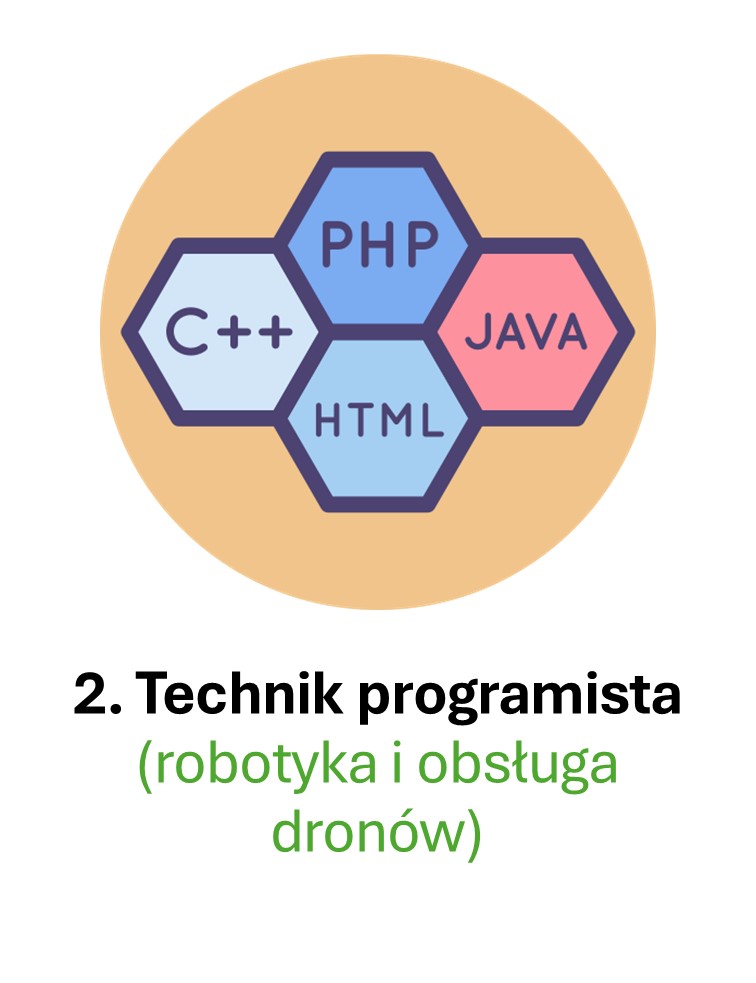 PHP
C++
JAVA
HTML
2. Technik programista
(robotyka i obsługa
dronów)